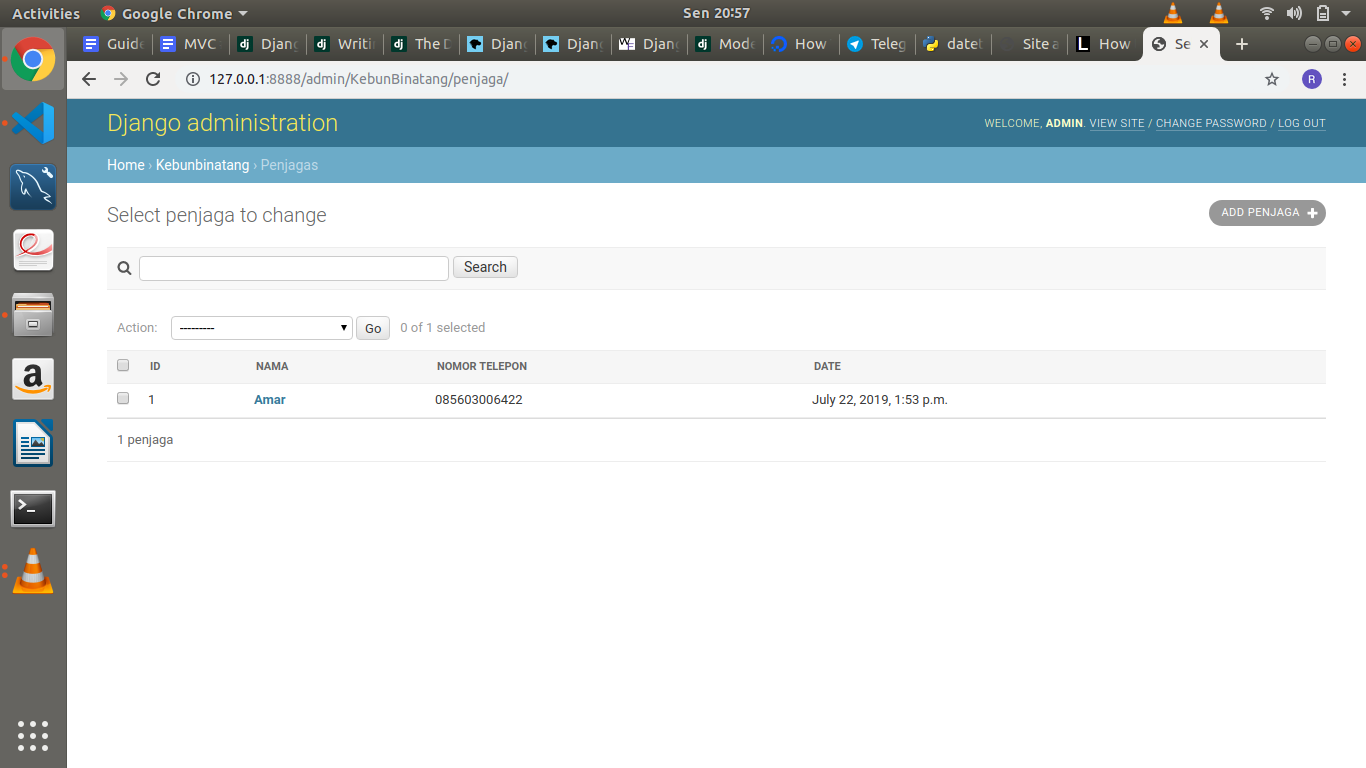 Activities Google Chrome Sen 20:57
Guide MVC Djang Writi The D Djang Djang Djang Mode How Teleg datet Site a How Se
127.0.0.1:8888/admin/KebunBinatang/penjaga/ R
Django administration
WELCOME, ADMIN. VIEW SITE / CHANGE PASSWORD / LOG OUT
Home › Kebunbinatang › Penjagas
Select penjaga to change
ADD PENJAGA +
Search
Action: --------- Go 0 of 1 selected
ID NAMA NOMOR TELEPON DATE
1 Amar 085603006422 July 22, 2019, 1:53 p.m.
1 penjaga